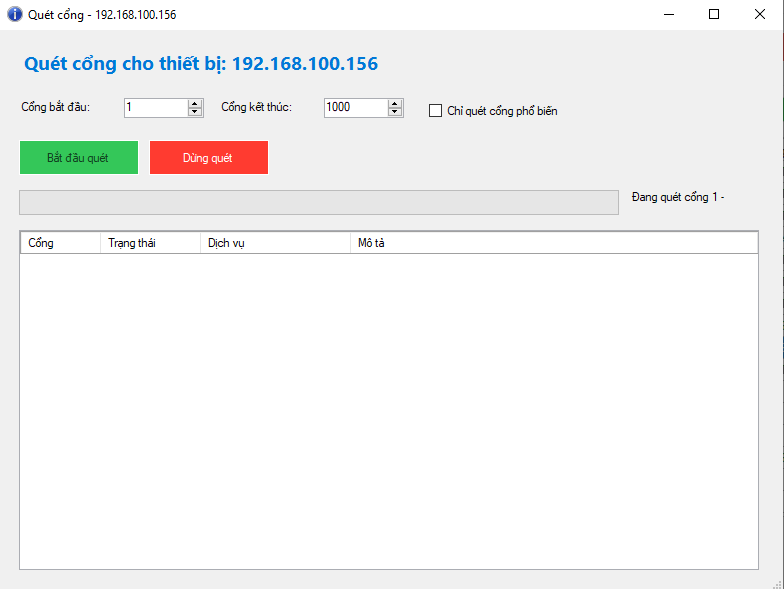 Quét cổng - 192.168.100.156
Quét cổng cho thiết bị: 192.168.100.156
Cổng bắt đầu: 1 Cổng kết thúc: 1000 Chỉ quét cổng phổ biến
Bắt đầu quét Dừng quét
Đang quét cổng 1 -
Cổng Trạng thái Dịch vụ Mô tả